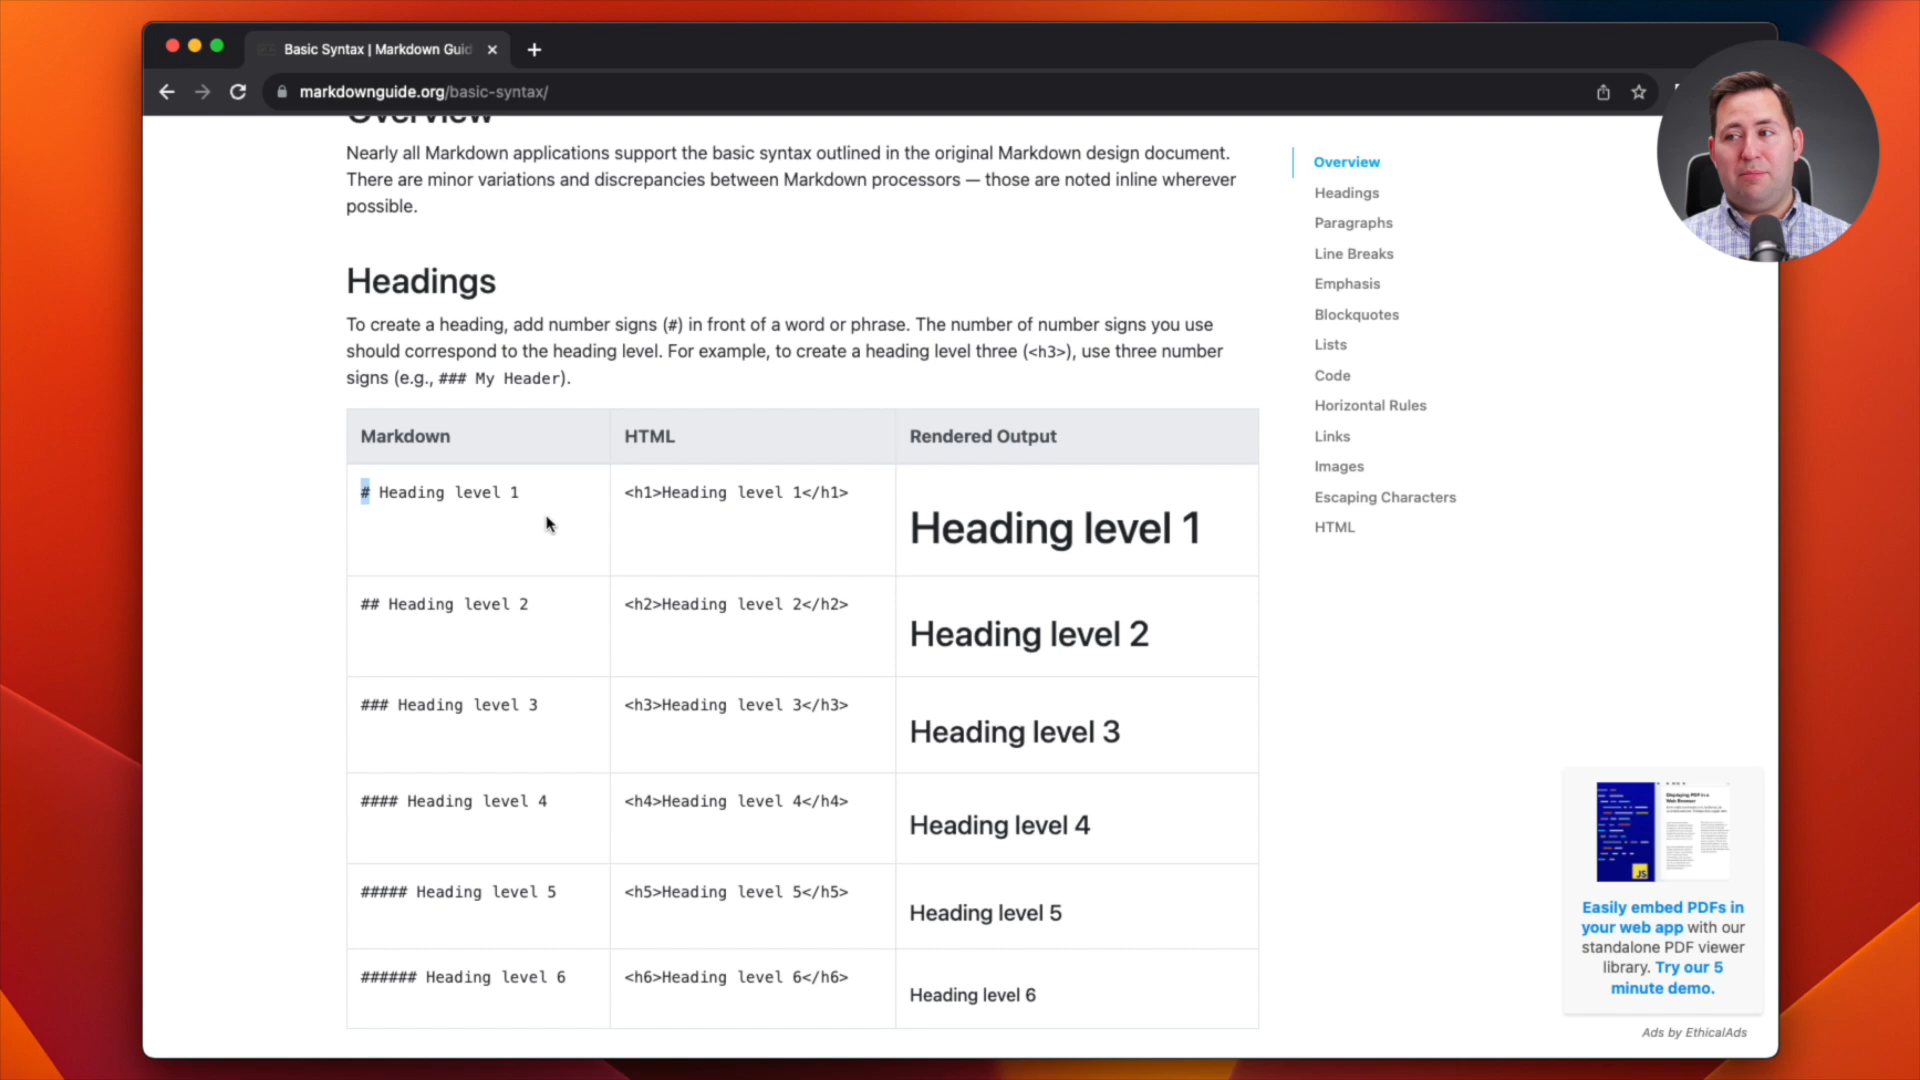 Basic Syntax | Markdown Guid
markdownguide.org/basic-syntax/
Overview
Nearly all Markdown applications support the basic syntax outlined in the original Markdown design document.
There are minor variations and discrepancies between Markdown processors — those are noted inline wherever
possible.
Headings
To create a heading, add number signs (#) in front of a word or phrase. The number of number signs you use
should correspond to the heading level. For example, to create a heading level three (<h3>), use three number
signs (e.g., ### My Header).
Markdown HTML Rendered Output
# Heading level 1 <h1>Heading level 1</h1> Heading level 1
## Heading level 2 <h2>Heading level 2</h2> Heading level 2
### Heading level 3 <h3>Heading level 3</h3> Heading level 3
#### Heading level 4 <h4>Heading level 4</h4> Heading level 4
##### Heading level 5 <h5>Heading level 5</h5> Heading level 5
###### Heading level 6 <h6>Heading level 6</h6> Heading level 6
Overview
Headings
Paragraphs
Line Breaks
Emphasis
Blockquotes
Lists
Code
Horizontal Rules
Links
Images
Escaping Characters
HTML
Displaying PDF in a
Web Browser
JS
Easily embed PDFs in
your web app with our
standalone PDF viewer
library. Try our 5
minute demo.
Ads by EthicalAds